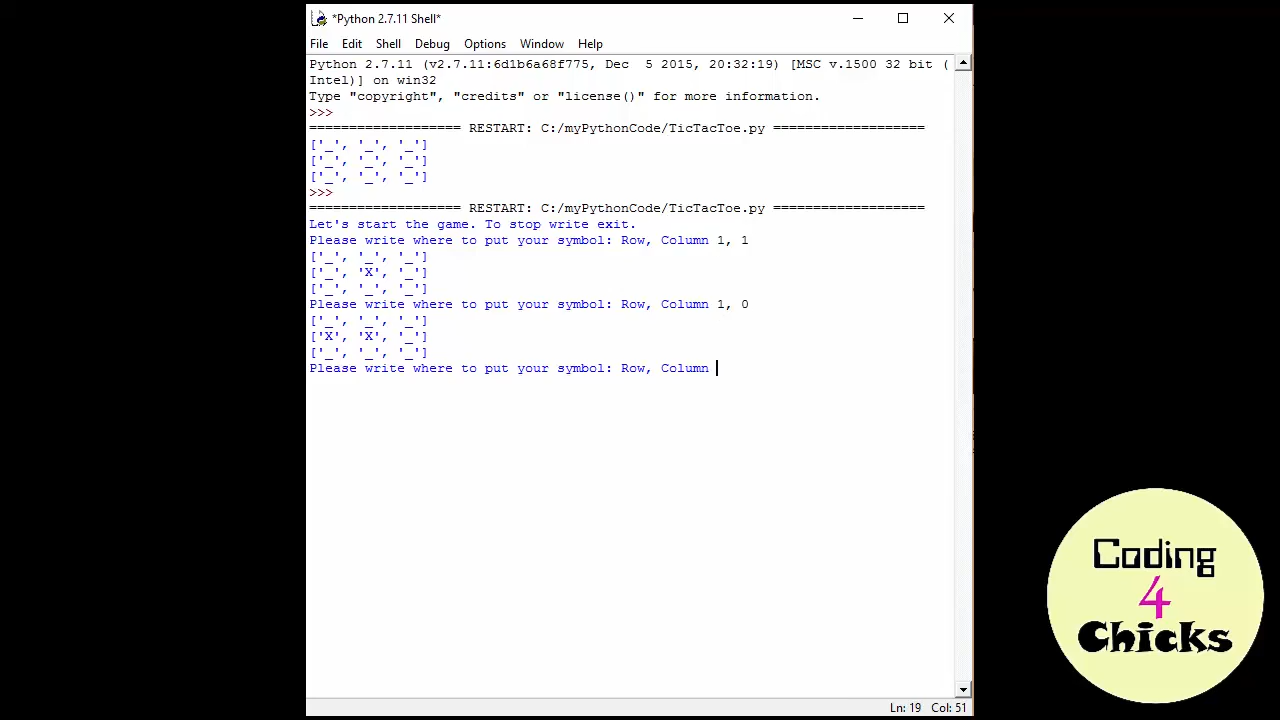 *Python 2.7.11 Shell*
File Edit Shell Debug Options Window Help
Python 2.7.11 (v2.7.11:6d1b6a68f775, Dec  5 2015, 20:32:19) [MSC v.1500 32 bit (
Intel)] on win32
Type "copyright", "credits" or "license()" for more information.
>>>
=================== RESTART: C:/myPythonCode/TicTacToe.py ===================
['_', '_', '_']
['_', '_', '_']
['_', '_', '_']
>>>
=================== RESTART: C:/myPythonCode/TicTacToe.py ===================
Let's start the game. To stop write exit.
Please write where to put your symbol: Row, Column 1, 1
['_', '_', '_']
['_', 'X', '_']
['_', '_', '_']
Please write where to put your symbol: Row, Column 1, 0
['_', '_', '_']
['X', 'X', '_']
['_', '_', '_']
Please write where to put your symbol: Row, Column
Ln: 19 Col: 51
Coding
4
Chicks